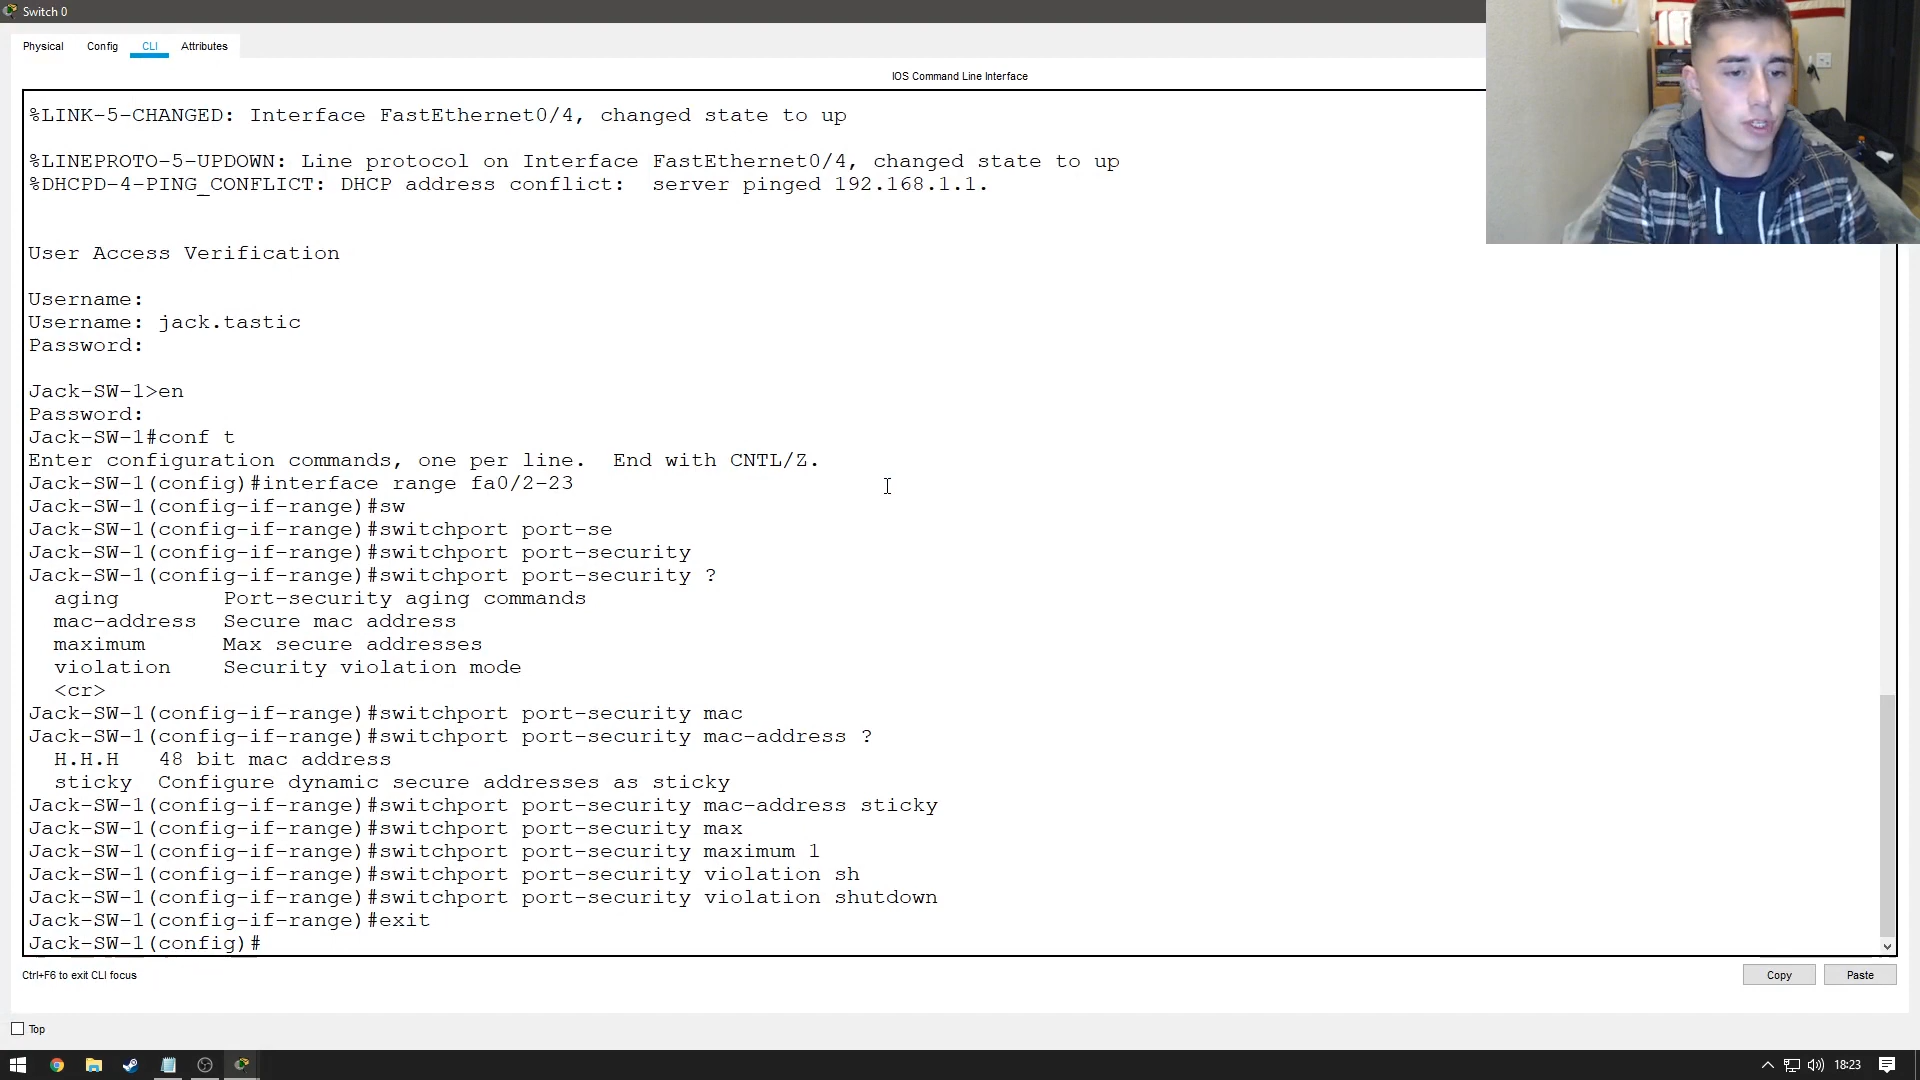 Switch 0
Physical Config CLI Attributes
IOS Command Line Interface
%LINK-5-CHANGED: Interface FastEthernet0/4, changed state to up
%LINEPROTO-5-UPDOWN: Line protocol on Interface FastEthernet0/4, changed state to up
%DHCPD-4-PING_CONFLICT: DHCP address conflict:  server pinged 192.168.1.1.
User Access Verification
Username:
Username: jack.tastic
Password:
Jack-SW-1>en
Password:
Jack-SW-1#conf t
Enter configuration commands, one per line.  End with CNTL/Z.
Jack-SW-1(config)#interface range fa0/2-23
Jack-SW-1(config-if-range)#sw
Jack-SW-1(config-if-range)#switchport port-se
Jack-SW-1(config-if-range)#switchport port-security
Jack-SW-1(config-if-range)#switchport port-security ?
aging        Port-security aging commands
mac-address  Secure mac address
maximum      Max secure addresses
violation    Security violation mode
<cr>
Jack-SW-1(config-if-range)#switchport port-security mac
Jack-SW-1(config-if-range)#switchport port-security mac-address ?
H.H.H   48 bit mac address
sticky  Configure dynamic secure addresses as sticky
Jack-SW-1(config-if-range)#switchport port-security mac-address sticky
Jack-SW-1(config-if-range)#switchport port-security max
Jack-SW-1(config-if-range)#switchport port-security maximum 1
Jack-SW-1(config-if-range)#switchport port-security violation sh
Jack-SW-1(config-if-range)#switchport port-security violation shutdown
Jack-SW-1(config-if-range)#exit
Jack-SW-1(config)#
Ctrl+F6 to exit CLI focus
Copy Paste
Top
18:23